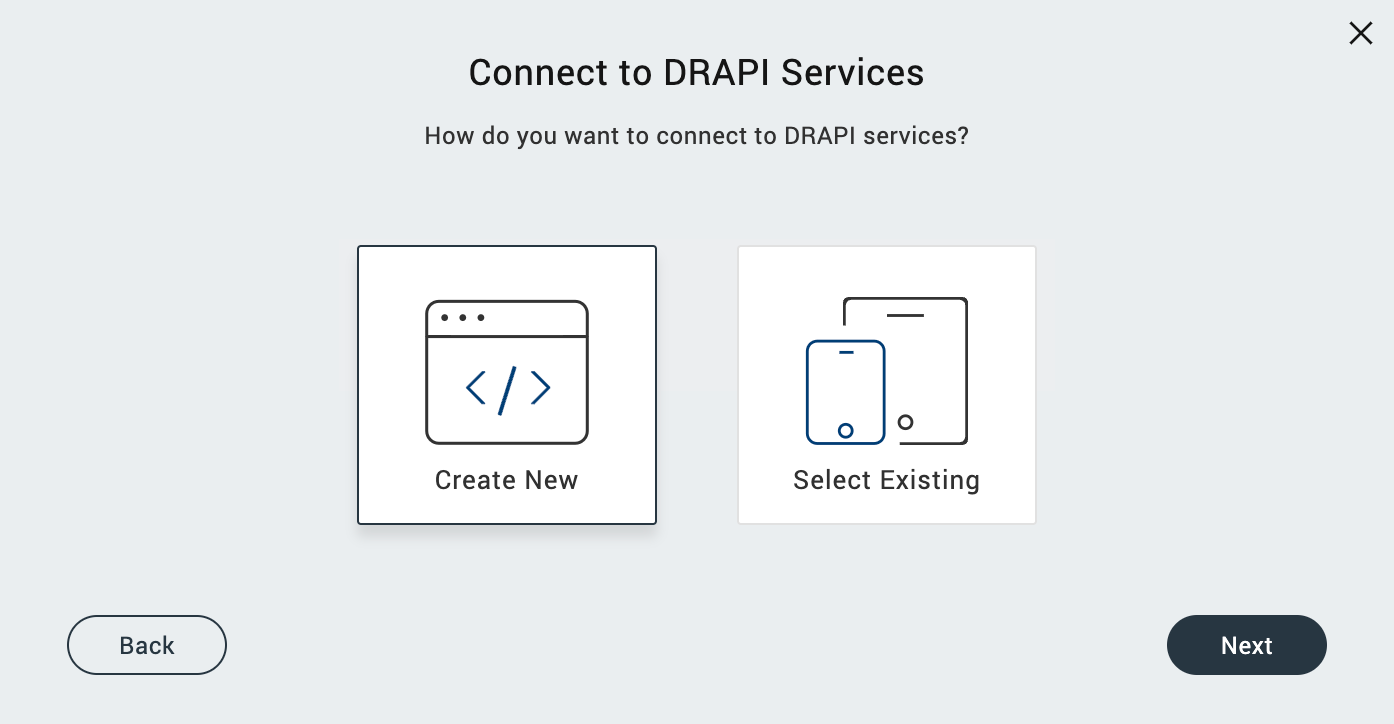 Connect to DRAPI Services
How do you want to connect to DRAPI services?
Create New
Select Existing
Back
Next